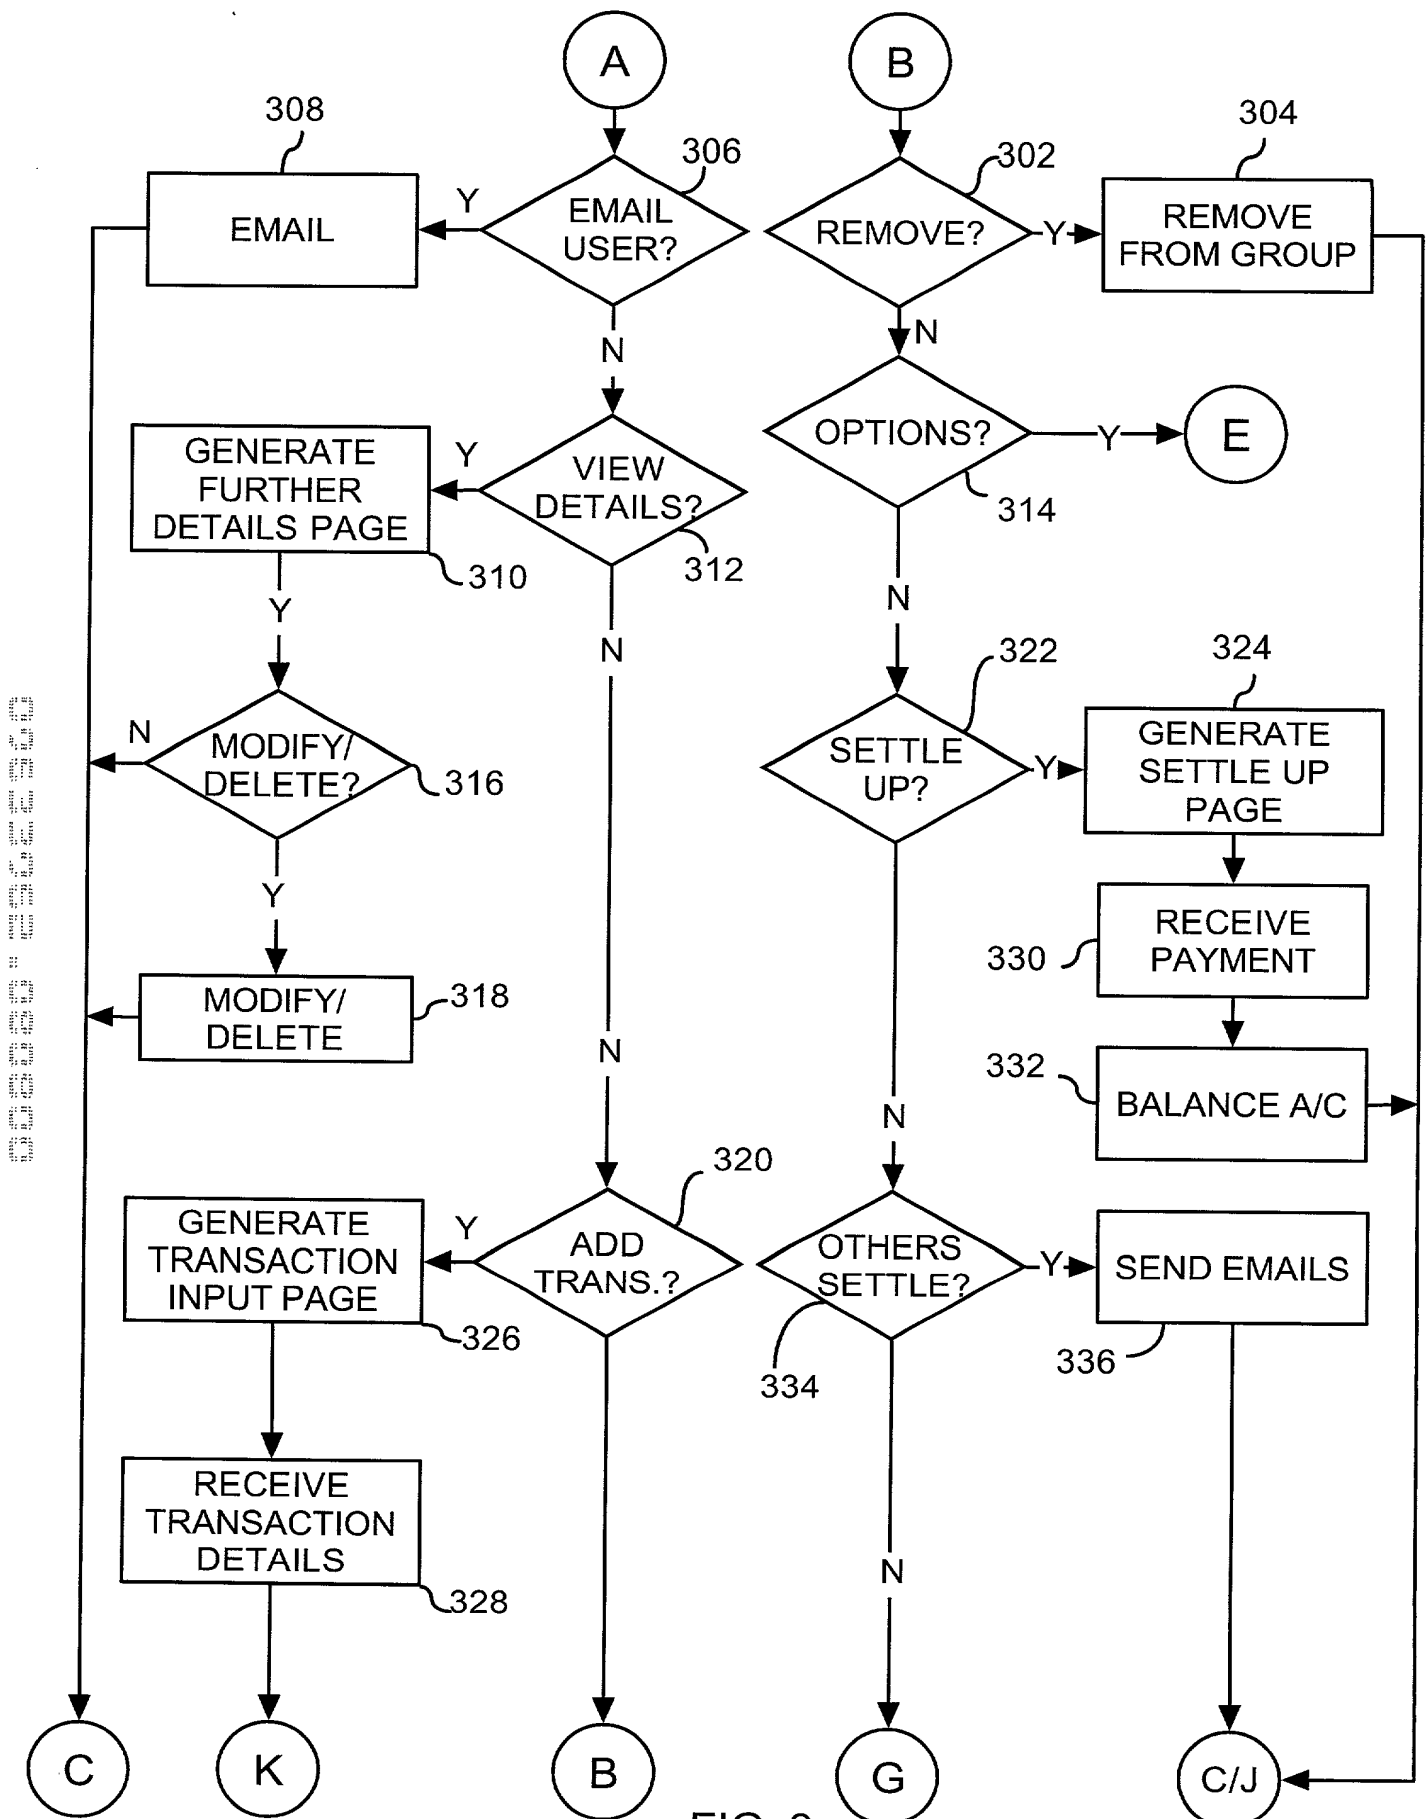 A
B
308
306
302
304
EMAIL
Y
EMAIL
USER?
REMOVE?
Y
REMOVE
FROM GROUP
N
N
GENERATE
FURTHER
DETAILS PAGE
310
Y
VIEW
DETAILS?
312
OPTIONS?
314
Y
E
Y
N
N
N
MODIFY/
DELETE?
316
322
324
SETTLE
UP?
Y
GENERATE
SETTLE UP
PAGE
Y
MODIFY/
DELETE
318
330
RECEIVE
PAYMENT
332
BALANCE A/C
N
N
320
GENERATE
TRANSACTION
INPUT PAGE
326
Y
ADD
TRANS.?
OTHERS
SETTLE?
334
Y
SEND EMAILS
336
RECEIVE
TRANSACTION
DETAILS
328
N
C
K
B
G
C/J